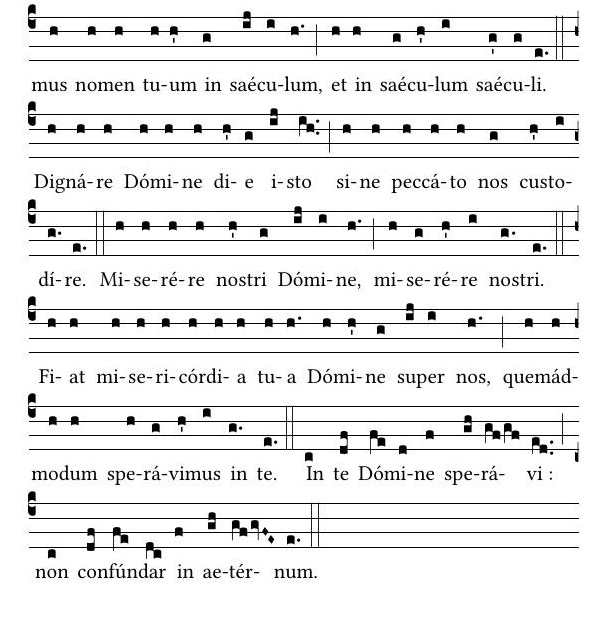 mus nomen tu-um in saécu-lum, et in saécu-lum saécu-li.
Digná-re Dómi-ne di-e i-sto si-ne peccá-to nos custo-
dí-re. Mi-se-ré-re nostri Dómi-ne, mi-se-ré-re nostri.
Fi-at mi-se-ri-córdi-a tu-a Dómi-ne super nos, quemád-
modum spe-rá-vimus in te. In te Dómi-ne spe-rá-vi :
non confúndar in ae-tér-num.